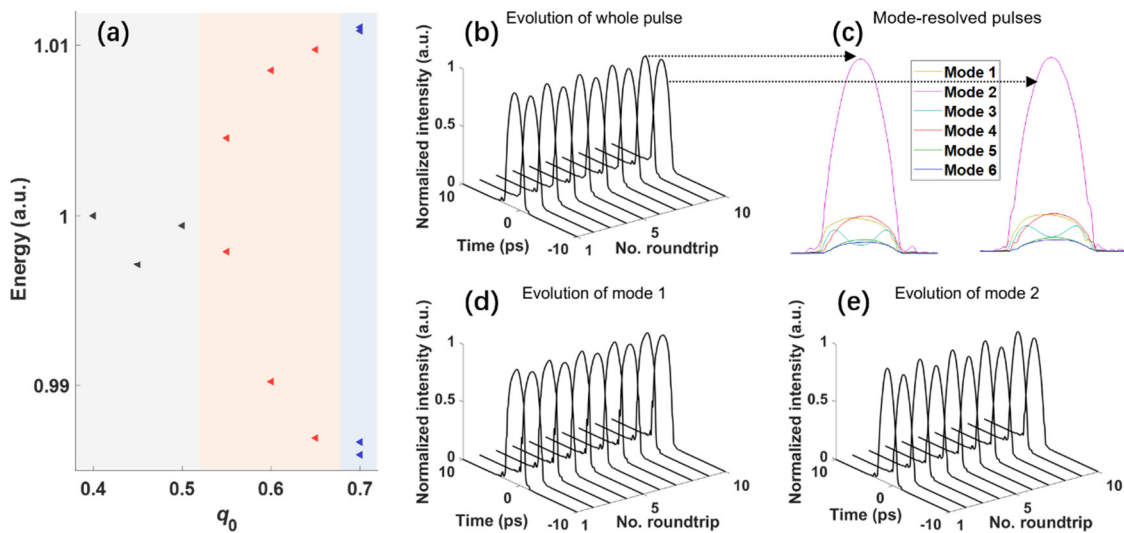 (a)
Energy (a.u.)
1.01
1
0.99
0.4 0.5 0.6 0.7
q0
(b)
Evolution of whole pulse
Normalized intensity (a.u.)
1
0.5
0
10
0
-10
Time (ps)
1
5
10
No. roundtrip
(c)
Mode-resolved pulses
Mode 1
Mode 2
Mode 3
Mode 4
Mode 5
Mode 6
(d)
Evolution of mode 1
Normalized intensity (a.u.)
1
0.5
0
10
0
-10
Time (ps)
1
5
10
No. roundtrip
(e)
Evolution of mode 2
Normalized intensity (a.u.)
1
0.5
0
10
0
-10
Time (ps)
1
5
10
No. roundtrip